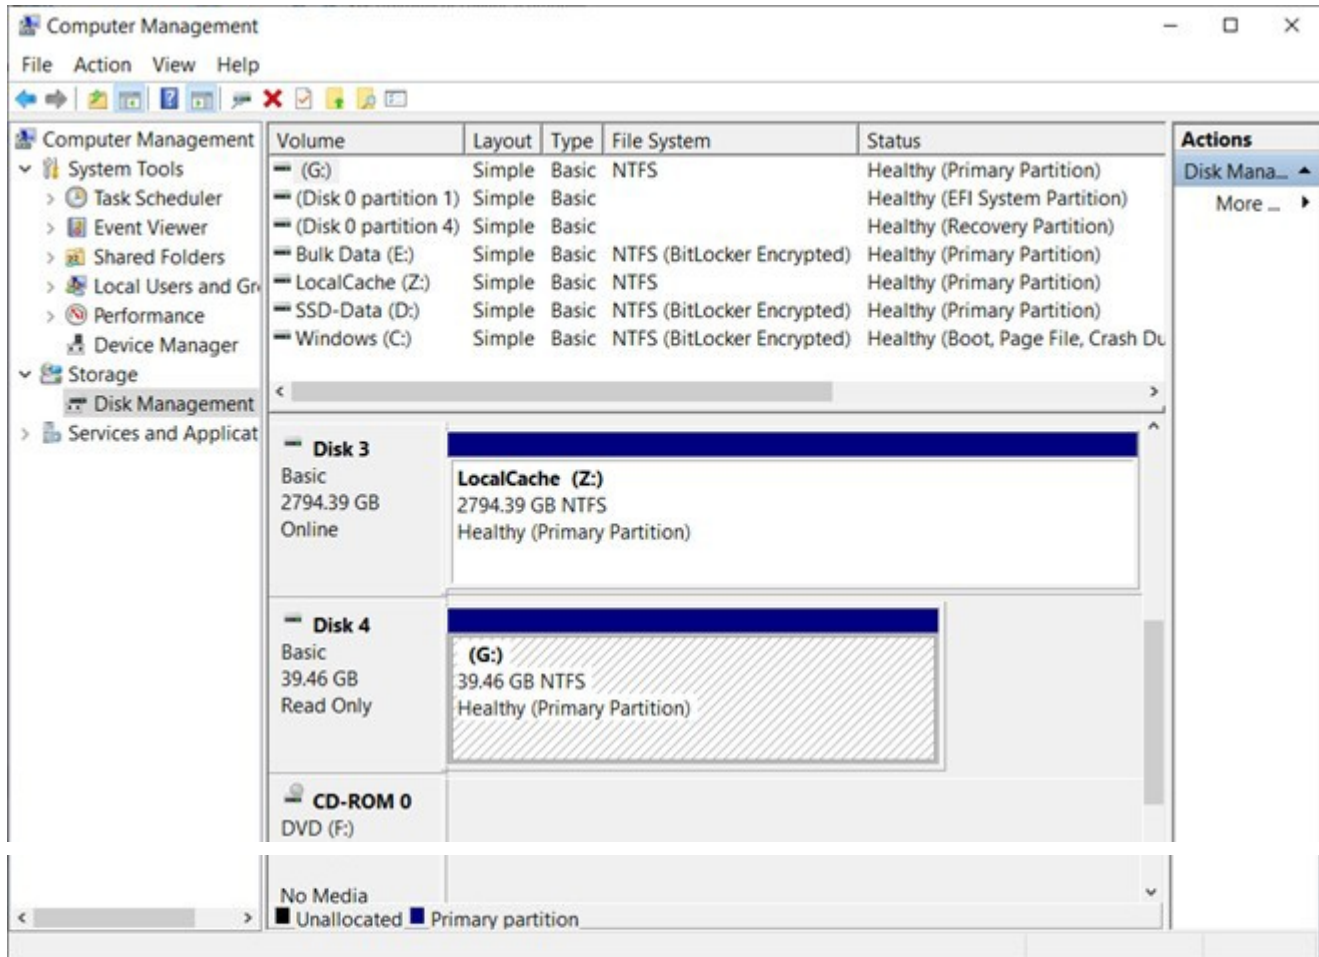 Computer Management
File Action View Help
Computer Management
System Tools
Task Scheduler
Event Viewer
Shared Folders
Local Users and Gr
Performance
Device Manager
Storage
Disk Management
Services and Applicat
Volume Layout Type File System Status
(G:) Simple Basic NTFS Healthy (Primary Partition)
(Disk 0 partition 1) Simple Basic Healthy (EFI System Partition)
(Disk 0 partition 4) Simple Basic Healthy (Recovery Partition)
Bulk Data (E:) Simple Basic NTFS (BitLocker Encrypted) Healthy (Primary Partition)
LocalCache (Z:) Simple Basic NTFS Healthy (Primary Partition)
SSD-Data (D:) Simple Basic NTFS (BitLocker Encrypted) Healthy (Primary Partition)
Windows (C:) Simple Basic NTFS (BitLocker Encrypted) Healthy (Boot, Page File, Crash Du
Disk 3
Basic
2794.39 GB
Online
LocalCache (Z:)
2794.39 GB NTFS
Healthy (Primary Partition)
Disk 4
Basic
39.46 GB
Read Only
(G:)
39.46 GB NTFS
Healthy (Primary Partition)
CD-ROM 0
DVD (F:)
No Media
Unallocated Primary partition
Actions
Disk Mana...
More ...